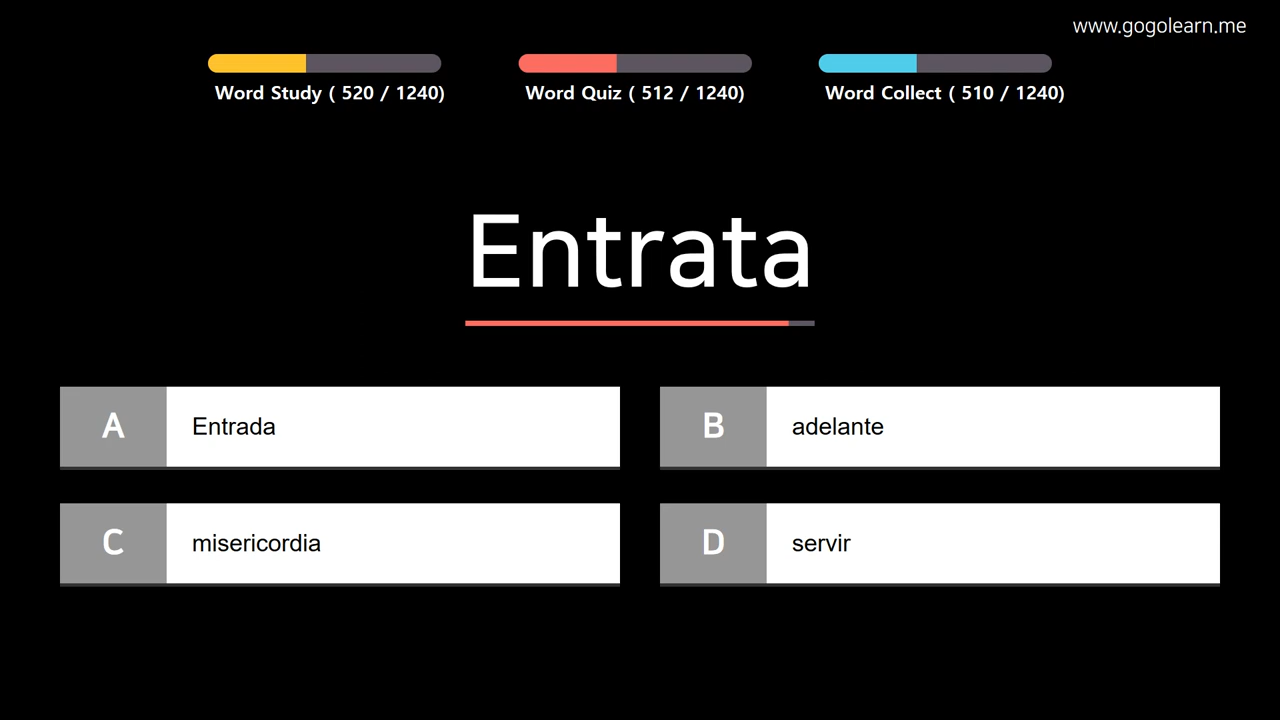 www.gogolearn.me
Word Study ( 520 / 1240)
Word Quiz ( 512 / 1240)
Word Collect ( 510 / 1240)
Entrata
A
Entrada
B
adelante
C
misericordia
D
servir